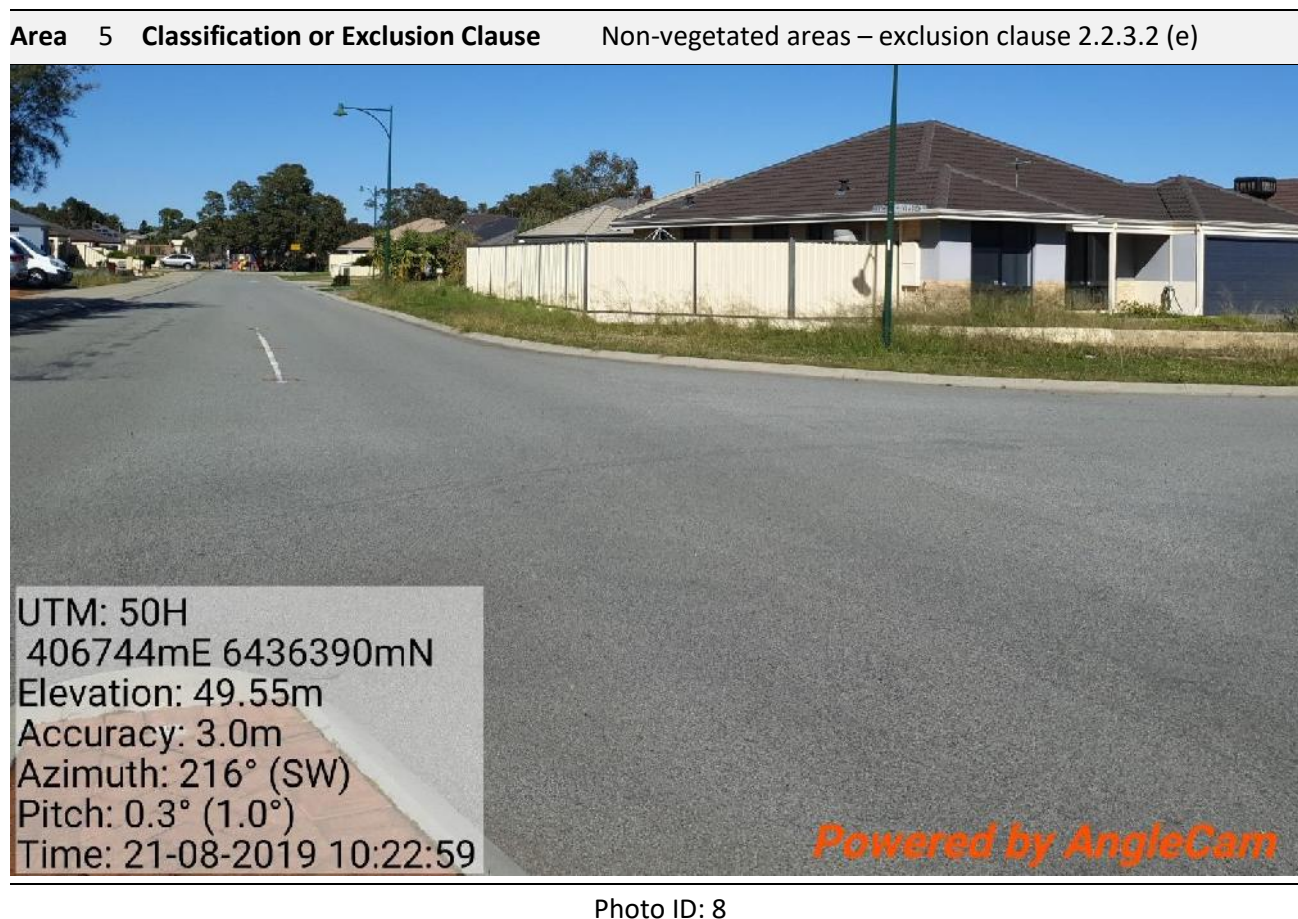 Area 5 Classification or Exclusion Clause Non-vegetated areas – exclusion clause 2.2.3.2 (e)
UTM: 50H
406744mE 6436390mN
Elevation: 49.55m
Accuracy: 3.0m
Azimuth: 216° (SW)
Pitch: 0.3° (1.0°)
Time: 21-08-2019 10:22:59
Powered by AngleCam
Photo ID: 8